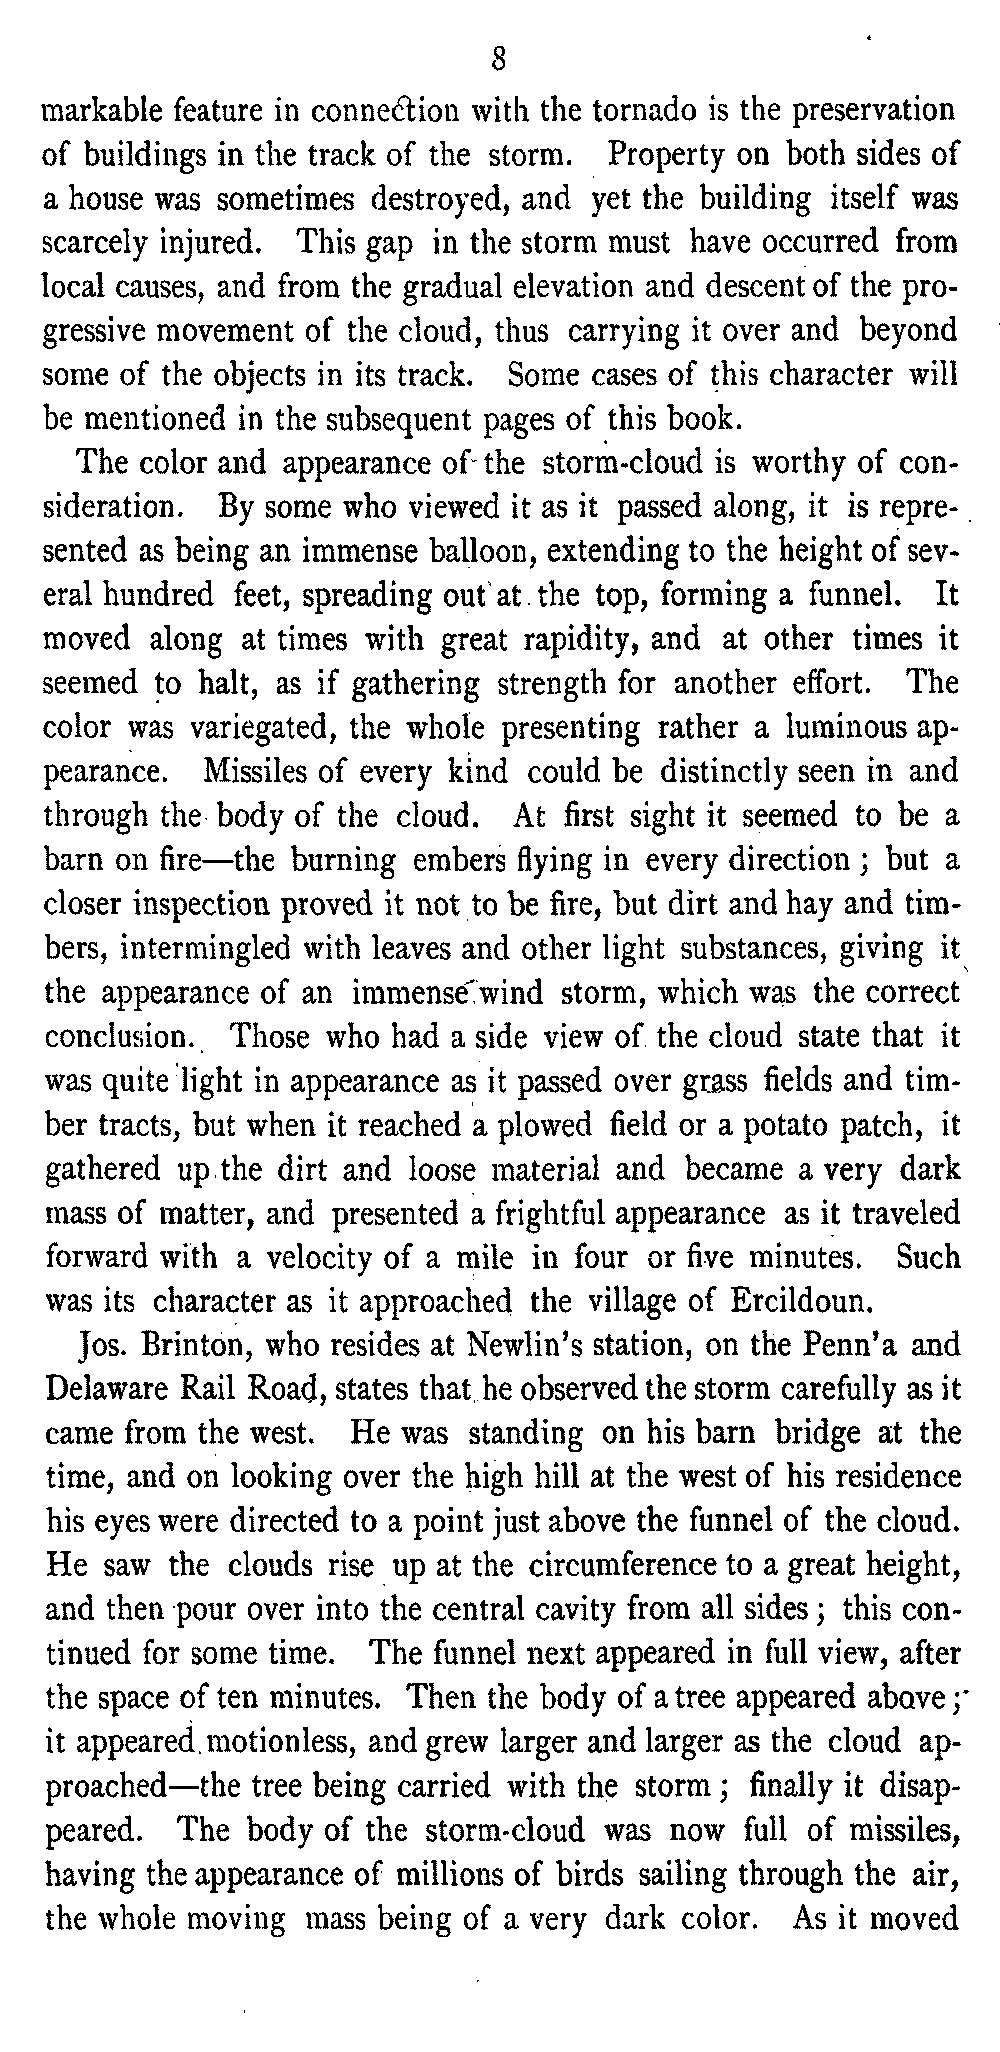 8
markable feature in connection with the tornado is the preservation
of buildings in the track of the storm. Property on both sides of
a house was sometimes destroyed, and yet the building itself was
scarcely injured. This gap in the storm must have occurred from
local causes, and from the gradual elevation and descent of the pro-
gressive movement of the cloud, thus carrying it over and beyond
some of the objects in its track. Some cases of this character will
be mentioned in the subsequent pages of this book.
The color and appearance of the storm-cloud is worthy of con-
sideration. By some who viewed it as it passed along, it is repre-
sented as being an immense balloon, extending to the height of sev-
eral hundred feet, spreading out at the top, forming a funnel. It
moved along at times with great rapidity, and at other times it
seemed to halt, as if gathering strength for another effort. The
color was variegated, the whole presenting rather a luminous ap-
pearance. Missiles of every kind could be distinctly seen in and
through the body of the cloud. At first sight it seemed to be a
barn on fire—the burning embers flying in every direction ; but a
closer inspection proved it not to be fire, but dirt and hay and tim-
bers, intermingled with leaves and other light substances, giving it
the appearance of an immense wind storm, which was the correct
conclusion. Those who had a side view of the cloud state that it
was quite light in appearance as it passed over grass fields and tim-
ber tracts, but when it reached a plowed field or a potato patch, it
gathered up the dirt and loose material and became a very dark
mass of matter, and presented a frightful appearance as it traveled
forward with a velocity of a mile in four or five minutes. Such
was its character as it approached the village of Ercildoun.
Jos. Brinton, who resides at Newlin's station, on the Penn'a and
Delaware Rail Road, states that he observed the storm carefully as it
came from the west. He was standing on his barn bridge at the
time, and on looking over the high hill at the west of his residence
his eyes were directed to a point just above the funnel of the cloud.
He saw the clouds rise up at the circumference to a great height,
and then pour over into the central cavity from all sides ; this con-
tinued for some time. The funnel next appeared in full view, after
the space of ten minutes. Then the body of a tree appeared above ;
it appeared motionless, and grew larger and larger as the cloud ap-
proached—the tree being carried with the storm ; finally it disap-
peared. The body of the storm-cloud was now full of missiles,
having the appearance of millions of birds sailing through the air,
the whole moving mass being of a very dark color. As it moved